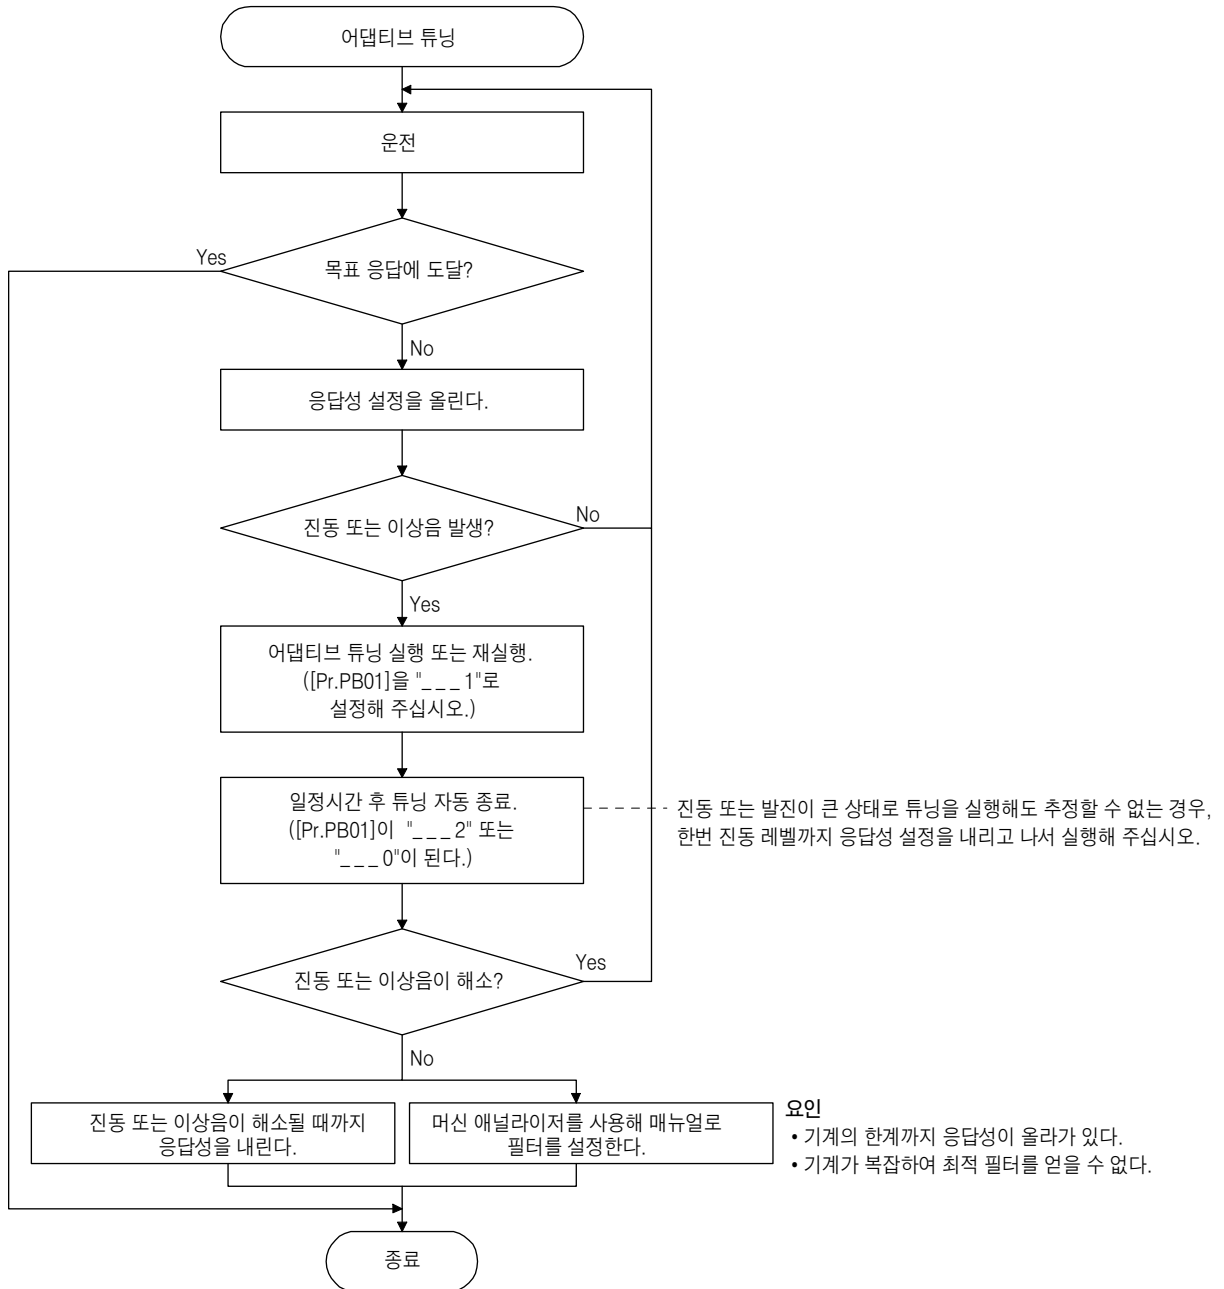 어댑티브 튜닝
운전
목표 응답에 도달?
Yes
No
응답성 설정을 올린다.
진동 또는 이상음 발생?
No
Yes
어댑티브 튜닝 실행 또는 재실행.
([Pr.PB01]을 "_ _ _ 1"로
설정해 주십시오.)
일정시간 후 튜닝 자동 종료.
([Pr.PB01]이 "_ _ _ 2" 또는
"_ _ _ 0"이 된다.)
진동 또는 발진이 큰 상태로 튜닝을 실행해도 추정할 수 없는 경우,
한번 진동 레벨까지 응답성 설정을 내리고 나서 실행해 주십시오.
진동 또는 이상음이 해소?
Yes
No
진동 또는 이상음이 해소될 때까지
응답성을 내린다.
머신 애널라이저를 사용해 매뉴얼로
필터를 설정한다.
요인
• 기계의 한계까지 응답성이 올라가 있다.
• 기계가 복잡하여 최적 필터를 얻을 수 없다.
종료